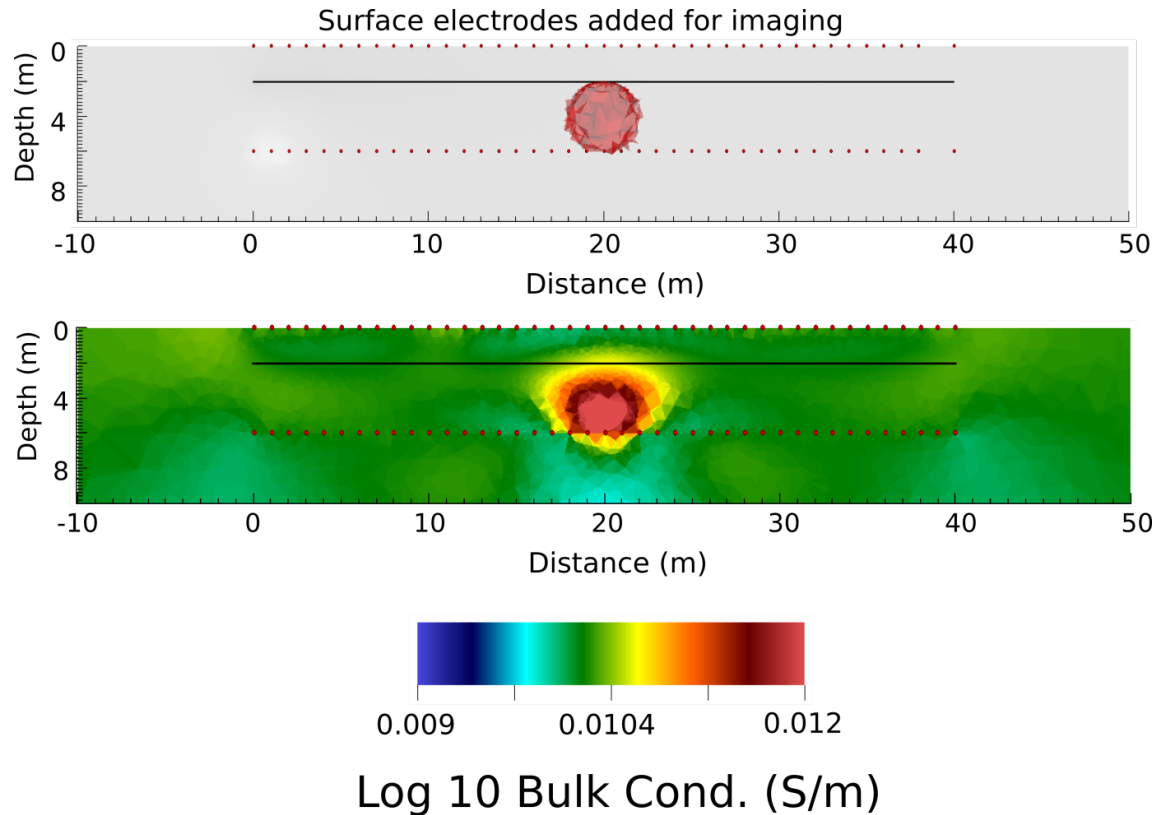 Surface electrodes added for imaging
Depth (m)
0
4
8
-10 0 10 20 30 40 50
Distance (m)
Depth (m)
0
4
8
-10 0 10 20 30 40 50
Distance (m)
0.009 0.0104 0.012
Log 10 Bulk Cond. (S/m)